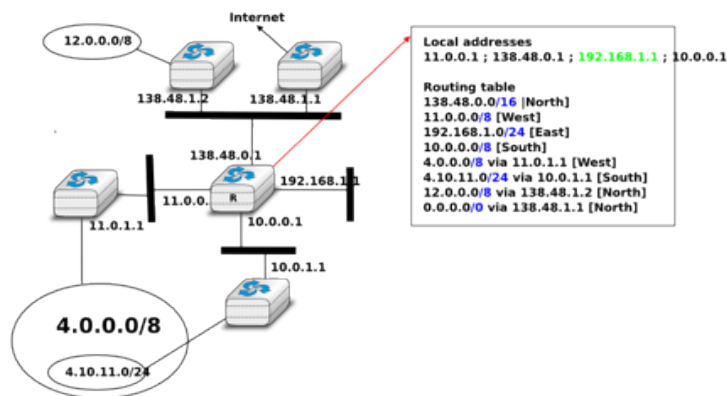 Internet
12.0.0.0/8
138.48.1.2
138.48.1.1
138.48.0.1
192.168.1.1
R
11.0.0.
11.0.1.1
10.0.0.1
10.0.1.1
4.0.0.0/8
4.10.11.0/24
Local addresses
11.0.0.1 ; 138.48.0.1 ; 192.168.1.1 ; 10.0.0.1
Routing table
138.48.0.0/16 |North]
11.0.0.0/8 [West]
192.168.1.0/24 [East]
10.0.0.0/8 [South]
4.0.0.0/8 via 11.0.1.1 [West]
4.10.11.0/24 via 10.0.1.1 [South]
12.0.0.0/8 via 138.48.1.2 [North]
0.0.0.0/0 via 138.48.1.1 [North]